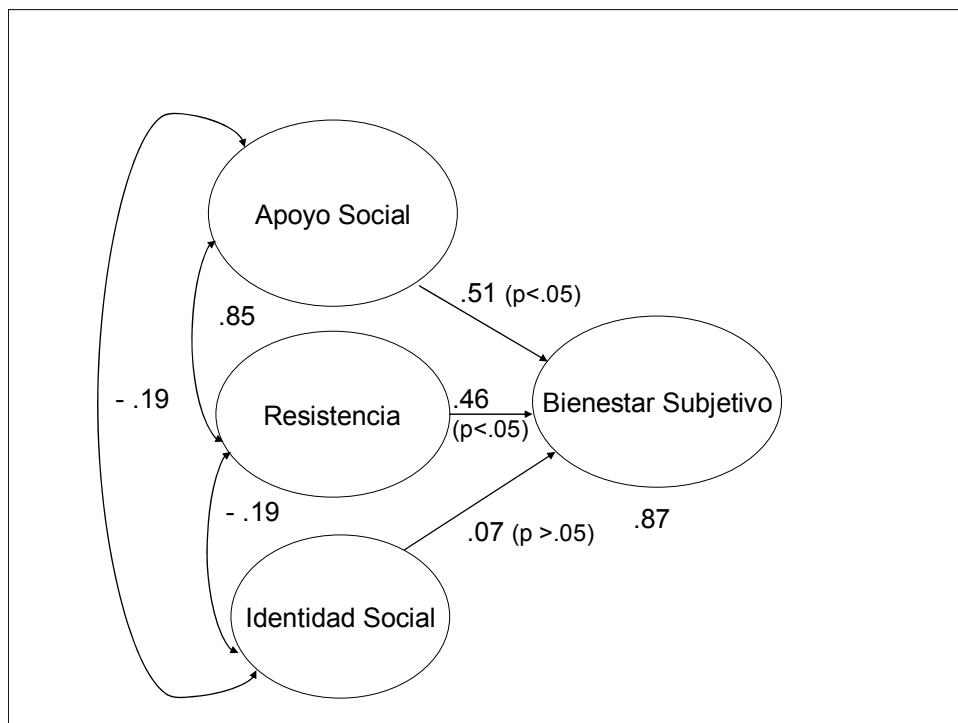 Apoyo Social
.51 (p<.05)
.85
Resistencia
.46
(p<.05)
Bienestar Subjetivo
- .19
- .19
.07 (p >.05)
.87
Identidad Social